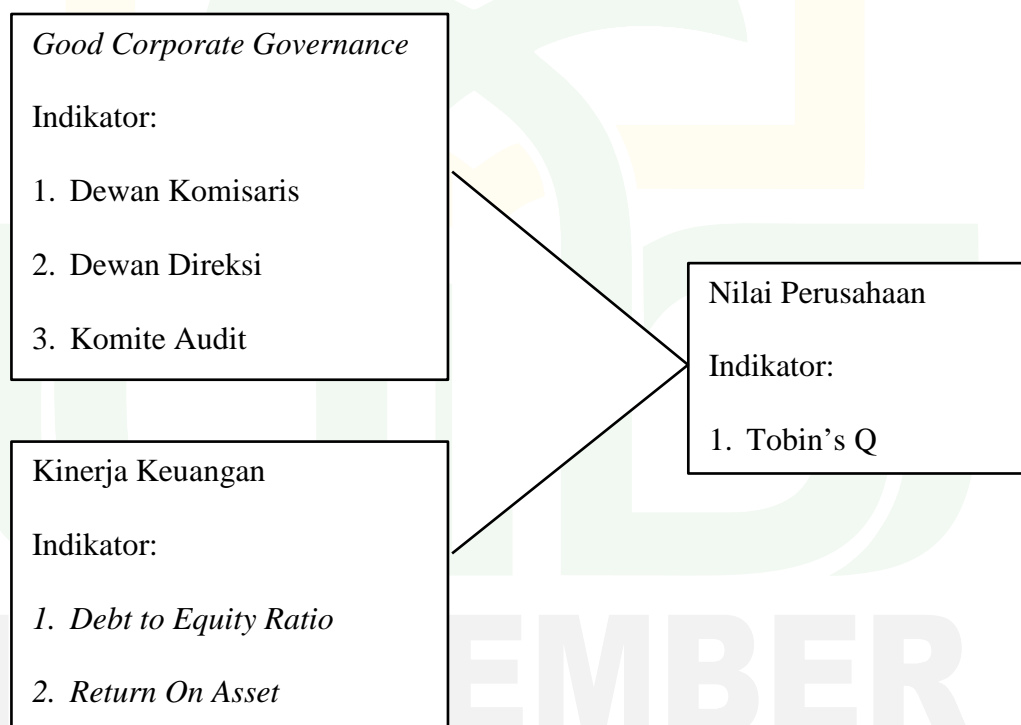 Good Corporate Governance
Indikator:
1. Dewan Komisaris
2. Dewan Direksi
3. Komite Audit
Nilai Perusahaan
Indikator:
1. Tobin’s Q
Kinerja Keuangan
Indikator:
1. Debt to Equity Ratio
2. Return On Asset
EMBER